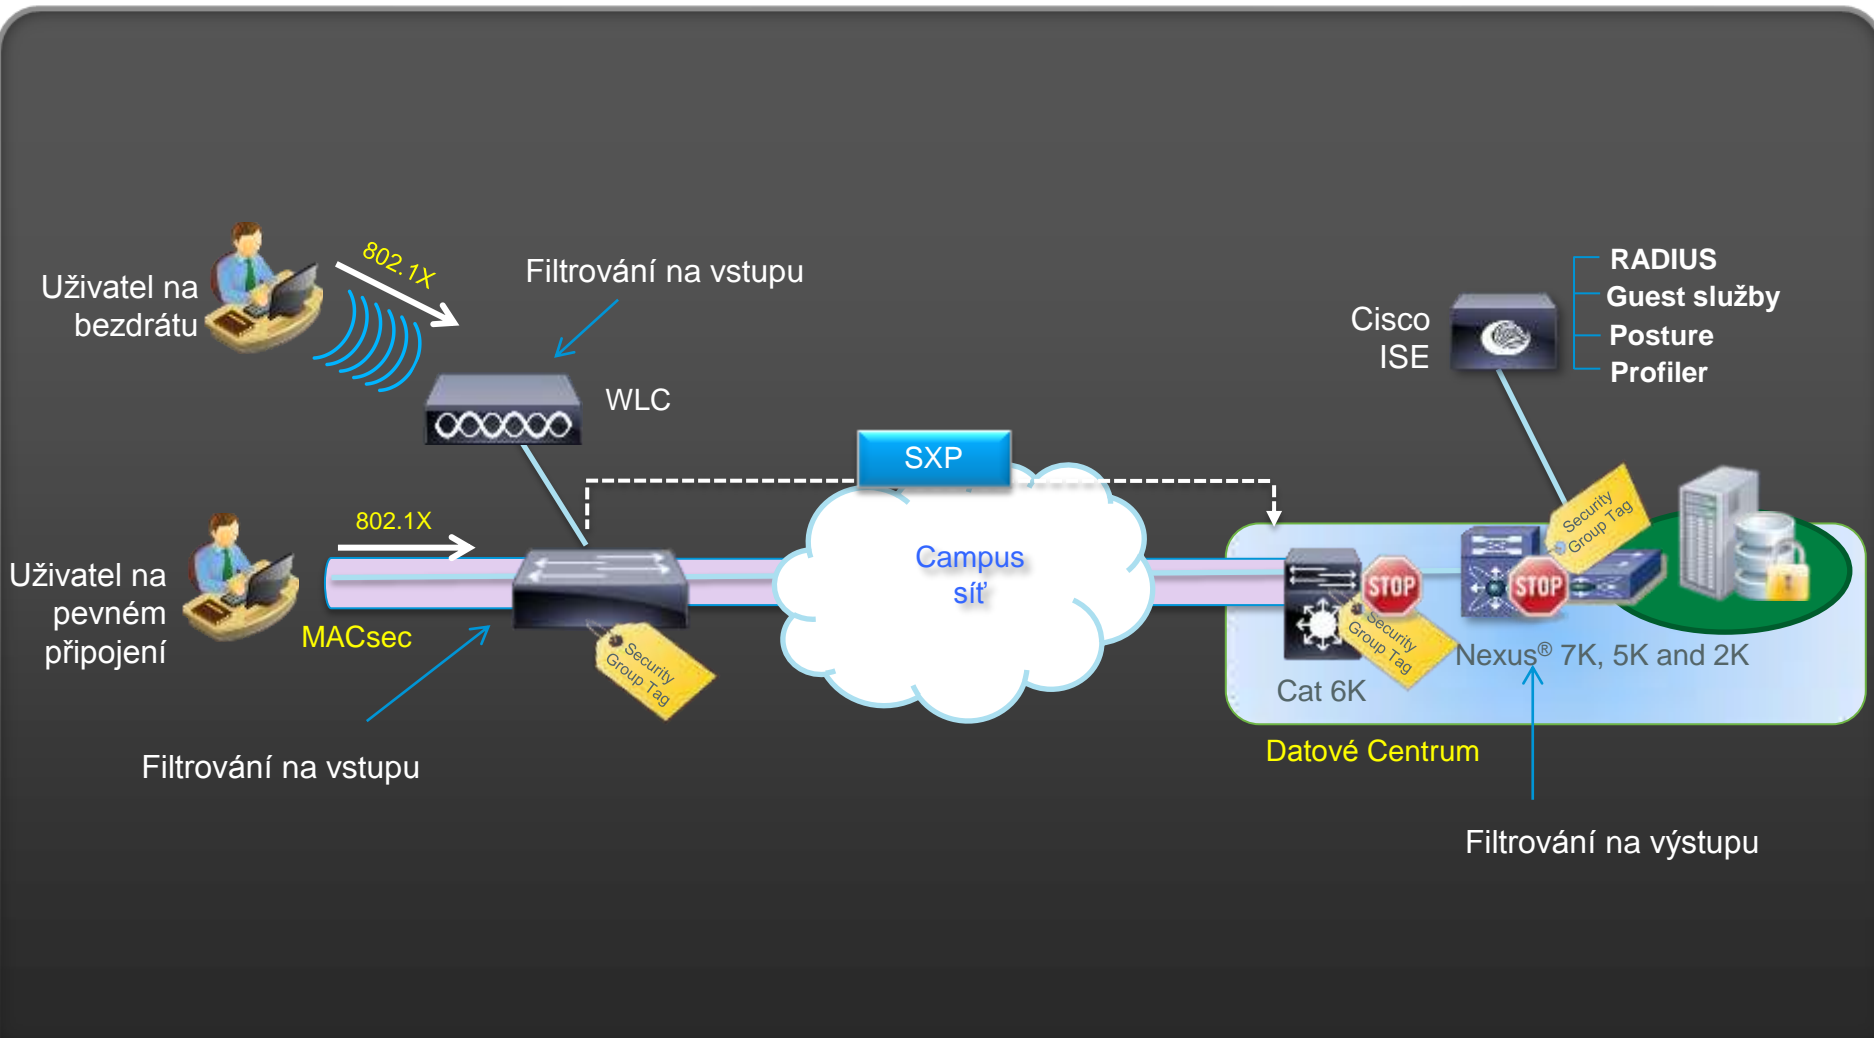 Uživatel na
bezdrátu
802.1X
Filtrování na vstupu
WLC
Cisco
ISE
RADIUS
Guest služby
Posture
Profiler
SXP
Uživatel na
pevném
připojení
802.1X
MACsec
Security
Group Tag
Filtrování na vstupu
Campus
síť
STOP
Security
Group Tag
Cat 6K
STOP
Security
Group Tag
Nexus® 7K, 5K and 2K
Datové Centrum
Filtrování na výstupu